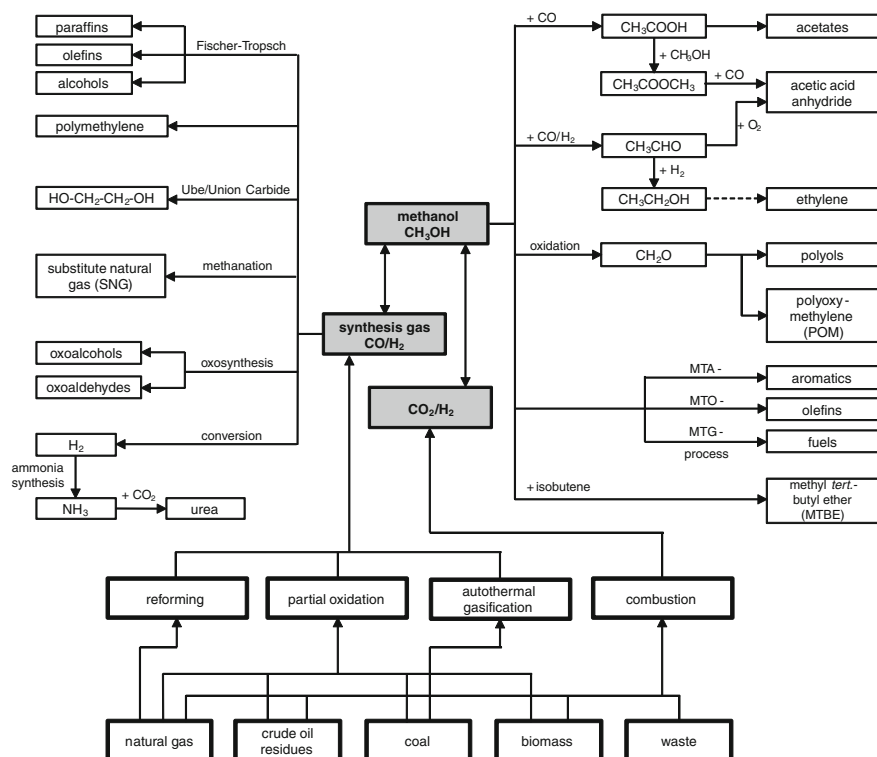 paraffins
olefins
alcohols
Fischer-Tropsch
polymethylene
Ube/Union Carbide
HO-CH₂-CH₂-OH
methanation
substitute natural
gas (SNG)
oxoalcohols
oxoaldehydes
oxosynthesis
conversion
H₂
ammonia
synthesis
NH₃
+ CO₂
urea
methanol
CH₃OH
synthesis gas
CO/H₂
CO₂/H₂
+ CO
CH₃COOH
acetates
+ CH₃OH
CH₃COOCH₃
+ CO
acetic acid
anhydride
+ O₂
+ CO/H₂
CH₃CHO
+ H₂
CH₃CH₂OH
ethylene
oxidation
CH₂O
polyols
polyoxy-
methylene
(POM)
MTA -
aromatics
MTO -
olefins
MTG -
process
fuels
+ isobutene
methyl tert.-
butyl ether
(MTBE)
reforming
partial oxidation
autothermal
gasification
combustion
natural gas
crude oil
residues
coal
biomass
waste